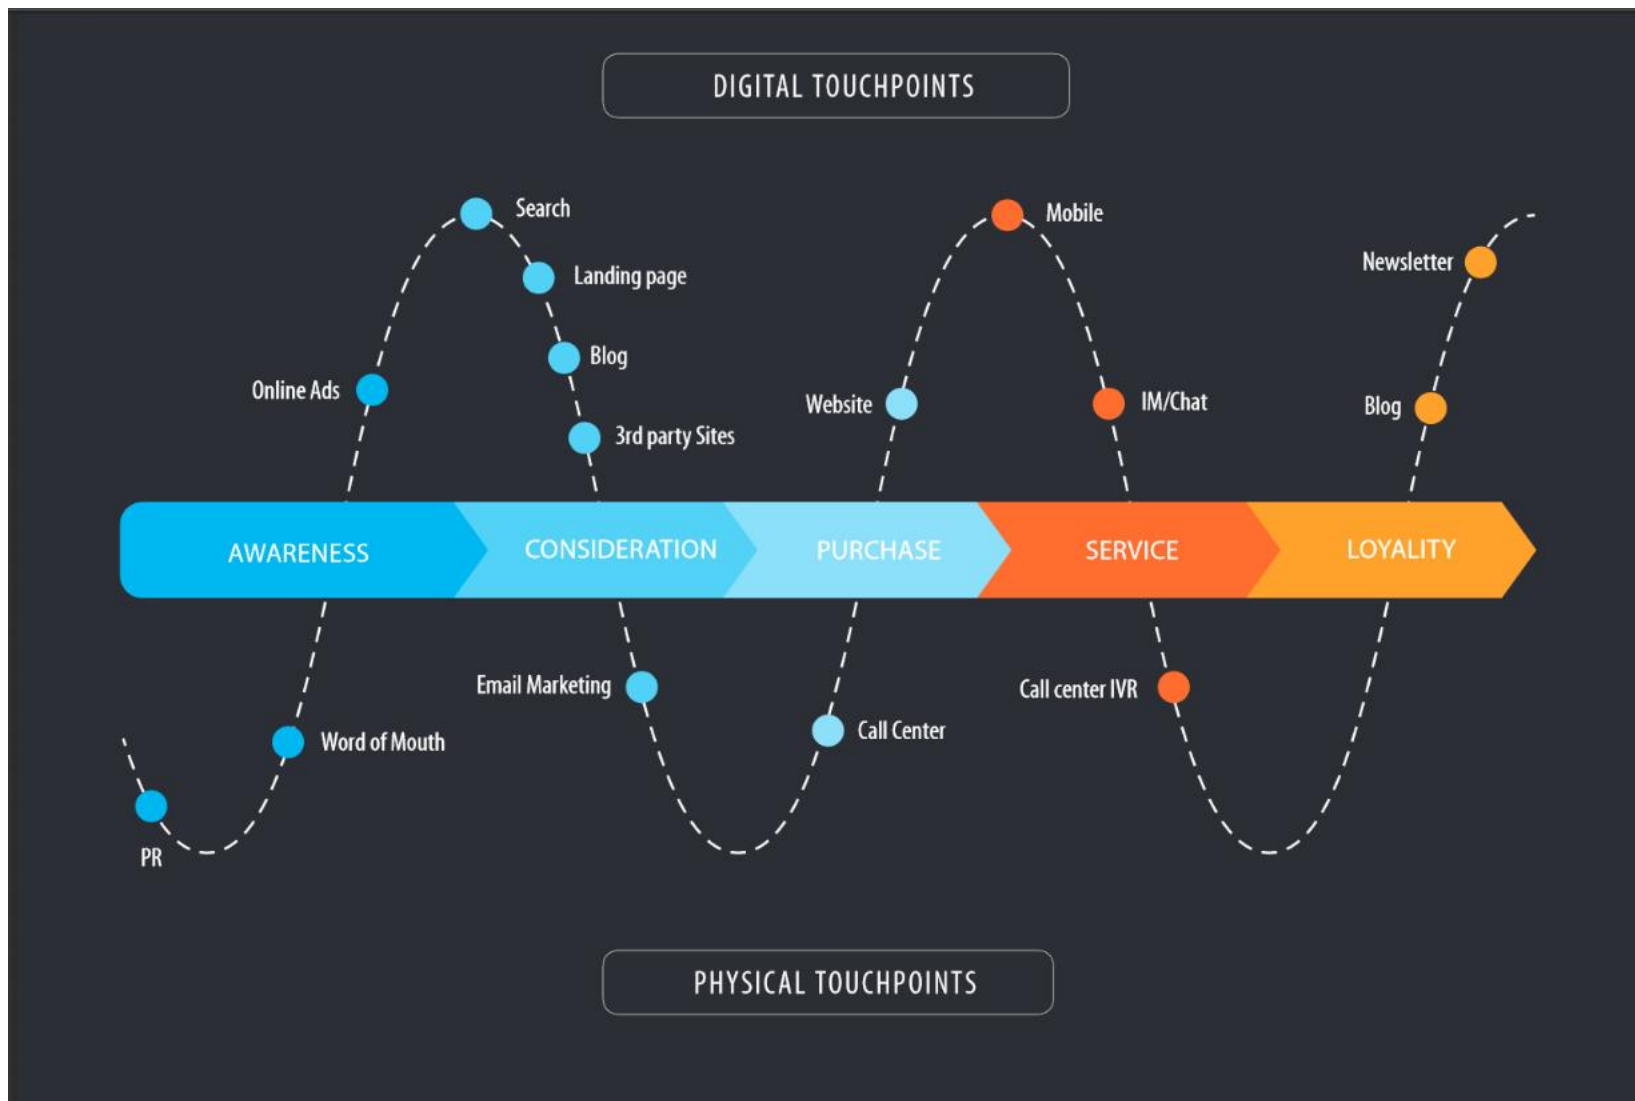 DIGITAL TOUCHPOINTS
Search
Mobile
Newsletter
Landing page
Blog
Online Ads
Website
IM/Chat
Blog
3rd party Sites
AWARENESS
CONSIDERATION
PURCHASE
SERVICE
LOYALITY
Email Marketing
Call center IVR
Word of Mouth
Call Center
PR
PHYSICAL TOUCHPOINTS